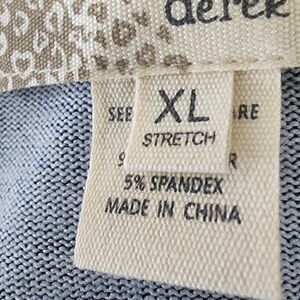 derek
XL
STRETCH
SEE
5% SPANDEX
MADE IN CHINA